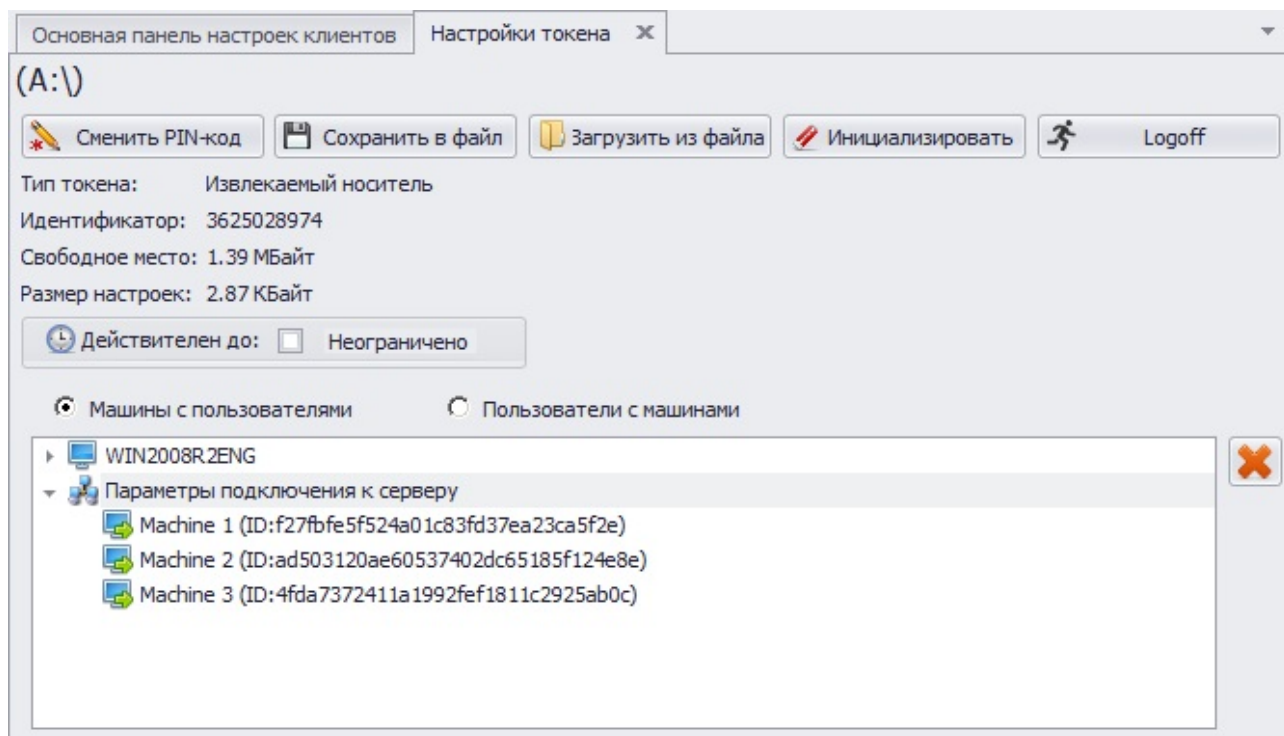 Основная панель настроек клиентов Настройки токена
(A:\)
Сменить PIN-код Сохранить в файл Загрузить из файла Инициализировать Logoff
Тип токена: Извлекаемый носитель
Идентификатор: 3625028974
Свободное место: 1.39 МБайт
Размер настроек: 2.87 КБайт
Действителен до: Неограничено
Машины с пользователями Пользователи с машинами
WIN2008R2ENG
Параметры подключения к серверу
Machine 1 (ID:f27fbfe5f524a01c83fd37ea23ca5f2e)
Machine 2 (ID:ad503120ae60537402dc65185f124e8e)
Machine 3 (ID:4fda7372411a1992fef1811c2925ab0c)